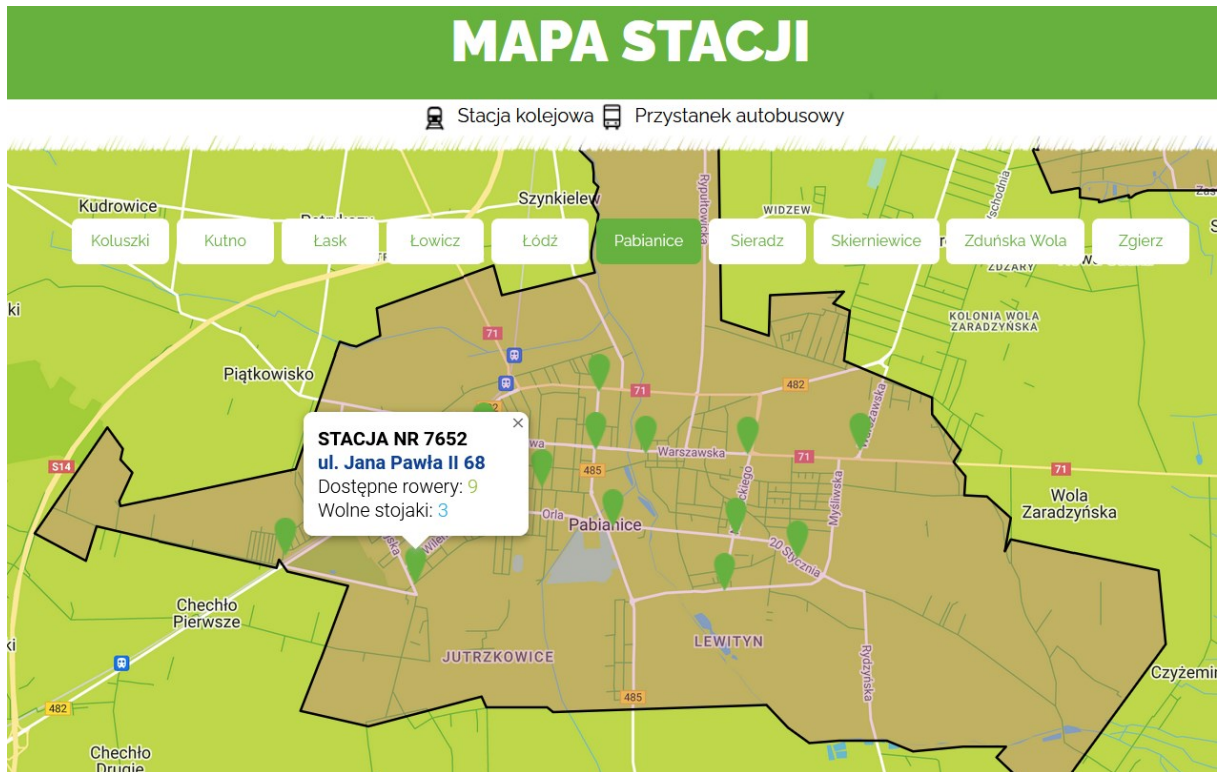 MAPA STACJI
Stacja kolejowa Przystanek autobusowy
Kudrowice
Szynkielew
Rypułtowicka
WIDZEW
Koluszki Kutno Łask Łowicz Łódź Pabianice Sieradz Skierniewice Zduńska Wola Zgierz
ŻDŻARY
KOLONIA WOLA
ZARADZYŃSKA
71
Piątkowisko
71
482
Warszawska
STACJA NR 7652
ul. Jana Pawła II 68
Dostępne rowery: 9
Wolne stojaki: 3
×
Warszawska
71
S14
485
71
Wola
Zaradzyńska
Myśliwska
Orla
Pabianice
20 Stycznia
Chechło
Pierwsze
LEWITYN
JUTRZKOWICE
Rydzyńska
482
485
Chechło
Drugie